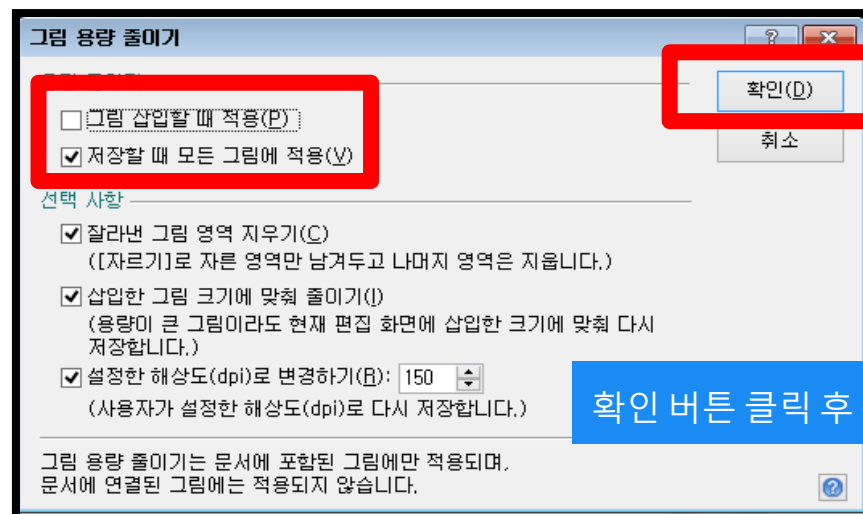 그림 용량 줄이기
확인(D)
그림 삽입할 때 적용(P)
취소
저장할 때 모든 그림에 적용(V)
선택 사항
잘라낸 그림 영역 지우기(C)
([자르기]로 자른 영역만 남겨두고 나머지 영역은 지웁니다.)
삽입한 그림 크기에 맞춰 줄이기(I)
(용량이 큰 그림이라도 현재 편집 화면에 삽입한 크기에 맞춰 다시
저장합니다.)
설정한 해상도(dpi)로 변경하기(R): 150
(사용자가 설정한 해상도(dpi)로 다시 저장합니다.)
확인 버튼 클릭 후
그림 용량 줄이기는 문서에 포함된 그림에만 적용되며,
문서에 연결된 그림에는 적용되지 않습니다.